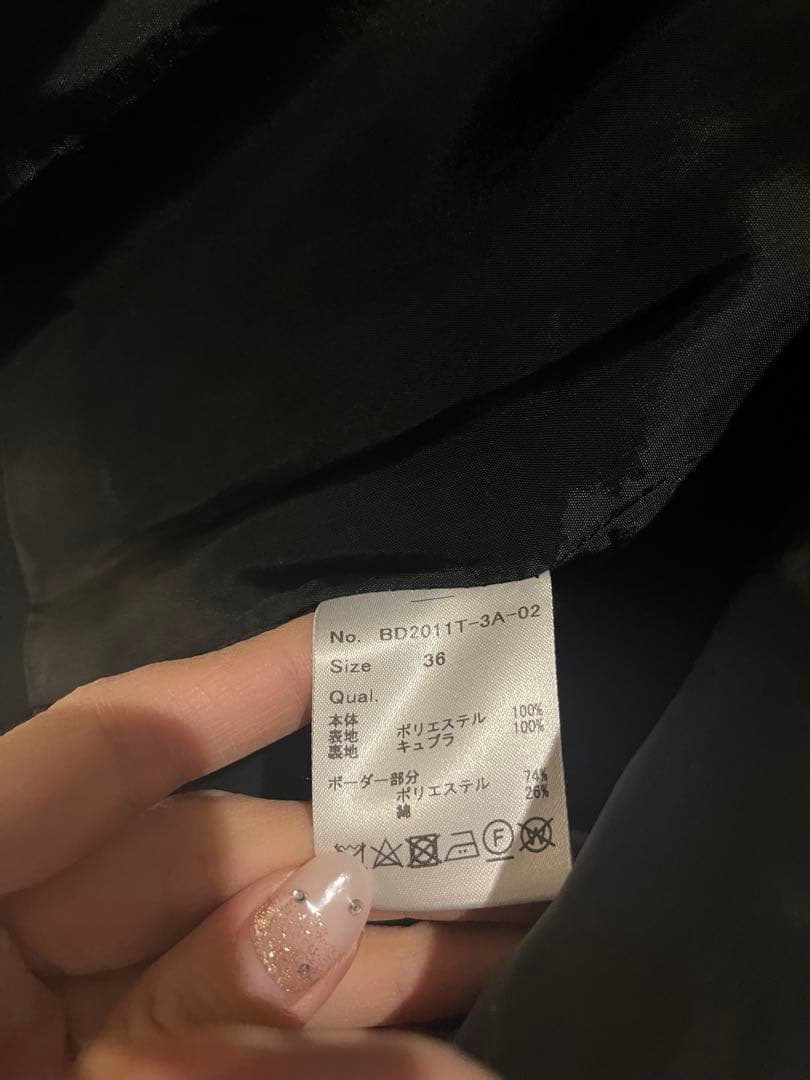 No. BD2011T-3A-02
Size 36
Qual.
本体
表地 ポリエステル 100%
裏地 キュプラ 100%
ボーダー部分
ポリエステル 74%
綿 26%
F W